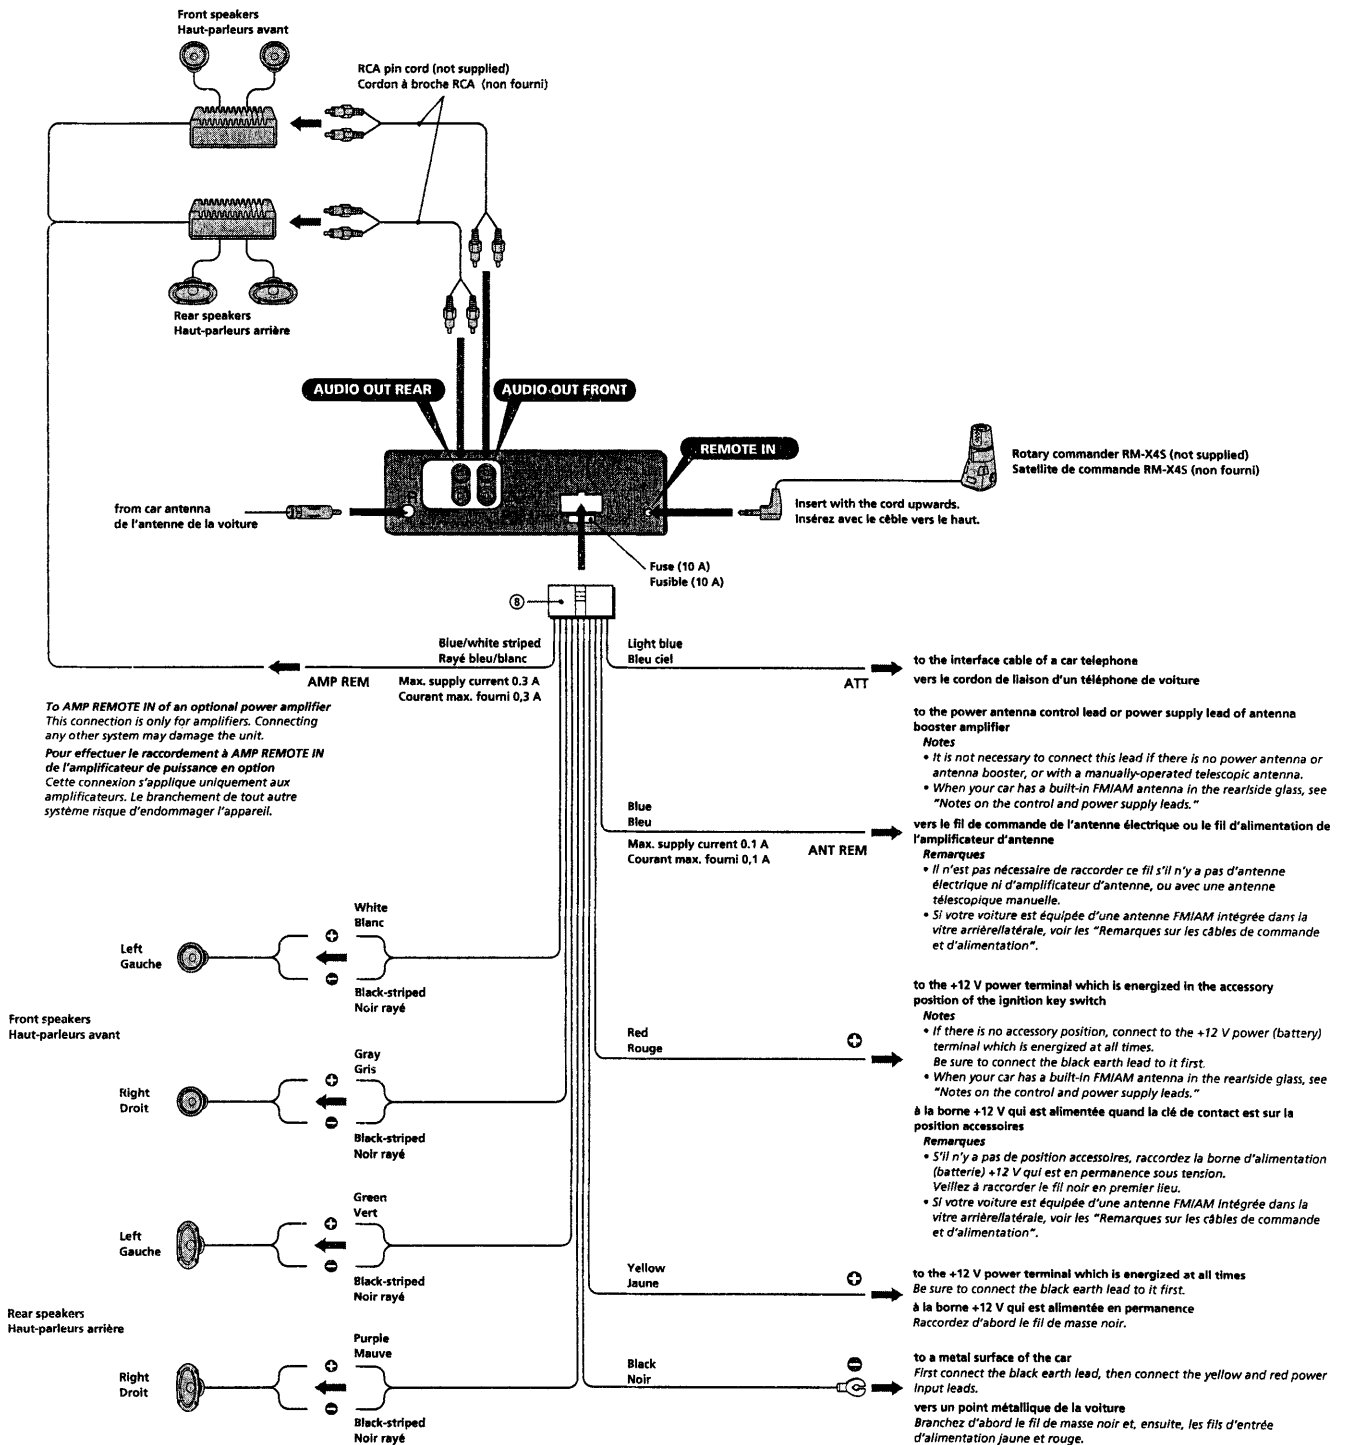 Front speakers
Haut-parleurs avant
RCA pin cord (not supplied)
Cordon à broche RCA (non fourni)
Rear speakers
Haut-parleurs arrière
AUDIO OUT REAR
AUDIO OUT FRONT
REMOTE IN
Rotary commander RM-X4S (not supplied)
Satellite de commande RM-X4S (non fourni)
from car antenna
de l'antenne de la voiture
Insert with the cord upwards.
Insérez avec le cêble vers le haut.
Fuse (10 A)
Fusible (10 A)
8
Blue/white striped
Rayé bleu/blanc
AMP REM
Max. supply current 0.3 A
Courant max. fourni 0,3 A
Light blue
Bleu ciel
ATT
to the interface cable of a car telephone
vers le cordon de liaison d'un téléphone de voiture
To AMP REMOTE IN of an optional power amplifier
This connection is only for amplifiers. Connecting
any other system may damage the unit.
Pour effectuer le raccordement à AMP REMOTE IN
de l'amplificateur de puissance en option
Cette connexion s'applique uniquement aux
amplificateurs. Le branchement de tout autre
système risque d'endommager l'appareil.
to the power antenna control lead or power supply lead of antenna
booster amplifier
Notes
• It is not necessary to connect this lead if there is no power antenna or
antenna booster, or with a manually-operated telescopic antenna.
• When your car has a built-in FM/AM antenna in the rear/side glass, see
"Notes on the control and power supply leads."
Blue
Bleu
Max. supply current 0.1 A
Courant max. fourni 0,1 A
ANT REM
vers le fil de commande de l'antenne électrique ou le fil d'alimentation de
l'amplificateur d'antenne
Remarques
• Il n'est pas nécessaire de raccorder ce fil s'il n'y a pas d'antenne
électrique ni d'amplificateur d'antenne, ou avec une antenne
télescopique manuelle.
• Si votre voiture est équipée d'une antenne FM/AM intégrée dans la
vitre arrière/latérale, voir les "Remarques sur les câbles de commande
et d'alimentation".
White
Blanc
+
Left
Gauche
−
Black-striped
Noir rayé
Front speakers
Haut-parleurs avant
Gray
Gris
+
Right
Droit
−
Black-striped
Noir rayé
Red
Rouge
+
to the +12 V power terminal which is energized in the accessory
position of the ignition key switch
Notes
• If there is no accessory position, connect to the +12 V power (battery)
terminal which is energized at all times.
Be sure to connect the black earth lead to it first.
• When your car has a built-in FM/AM antenna in the rear/side glass, see
"Notes on the control and power supply leads."
à la borne +12 V qui est alimentée quand la clé de contact est sur la
position accessoires
Remarques
• S'il n'y a pas de position accessoires, raccordez la borne d'alimentation
(batterie) +12 V qui est en permanence sous tension.
Veillez à raccorder le fil noir en premier lieu.
• Si votre voiture est équipée d'une antenne FM/AM intégrée dans la
vitre arrière/latérale, voir les "Remarques sur les câbles de commande
et d'alimentation".
Green
Vert
+
Left
Gauche
−
Black-striped
Noir rayé
Rear speakers
Haut-parleurs arrière
Purple
Mauve
+
Right
Droit
−
Black-striped
Noir rayé
Yellow
Jaune
+
to the +12 V power terminal which is energized at all times
Be sure to connect the black earth lead to it first.
à la borne +12 V qui est alimentée en permanence
Raccordez d'abord le fil de masse noir.
Black
Noir
−
to a metal surface of the car
First connect the black earth lead, then connect the yellow and red power
input leads.
vers un point métallique de la voiture
Branchez d'abord le fil de masse noir et, ensuite, les fils d'entrée
d'alimentation jaune et rouge.